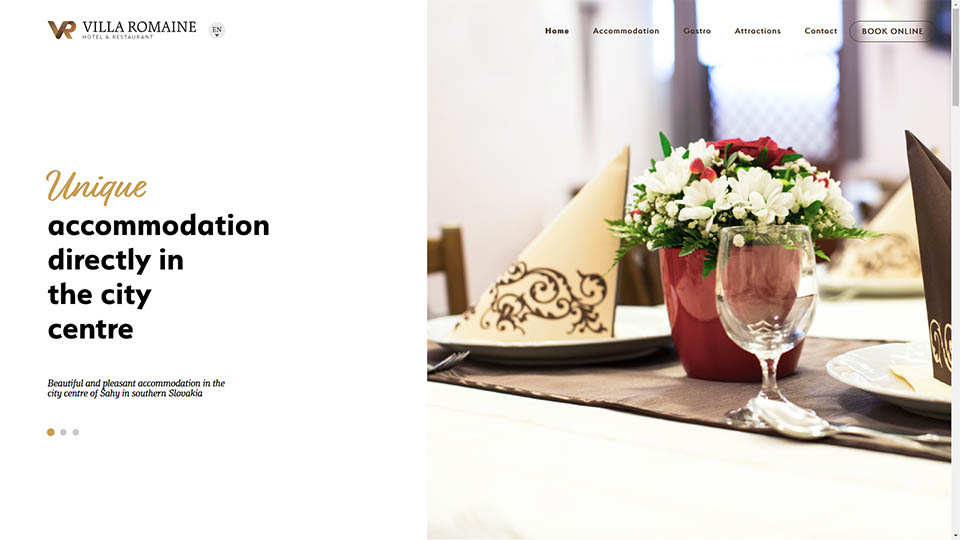 VR VILLA ROMAINE
HOTEL & RESTAURANT
EN
Home Accommodation Gastro Attractions Contact BOOK ONLINE
Unique
accommodation
directly in
the city
centre
Beautiful and pleasant accommodation in the
city centre of Šahy in southern Slovakia